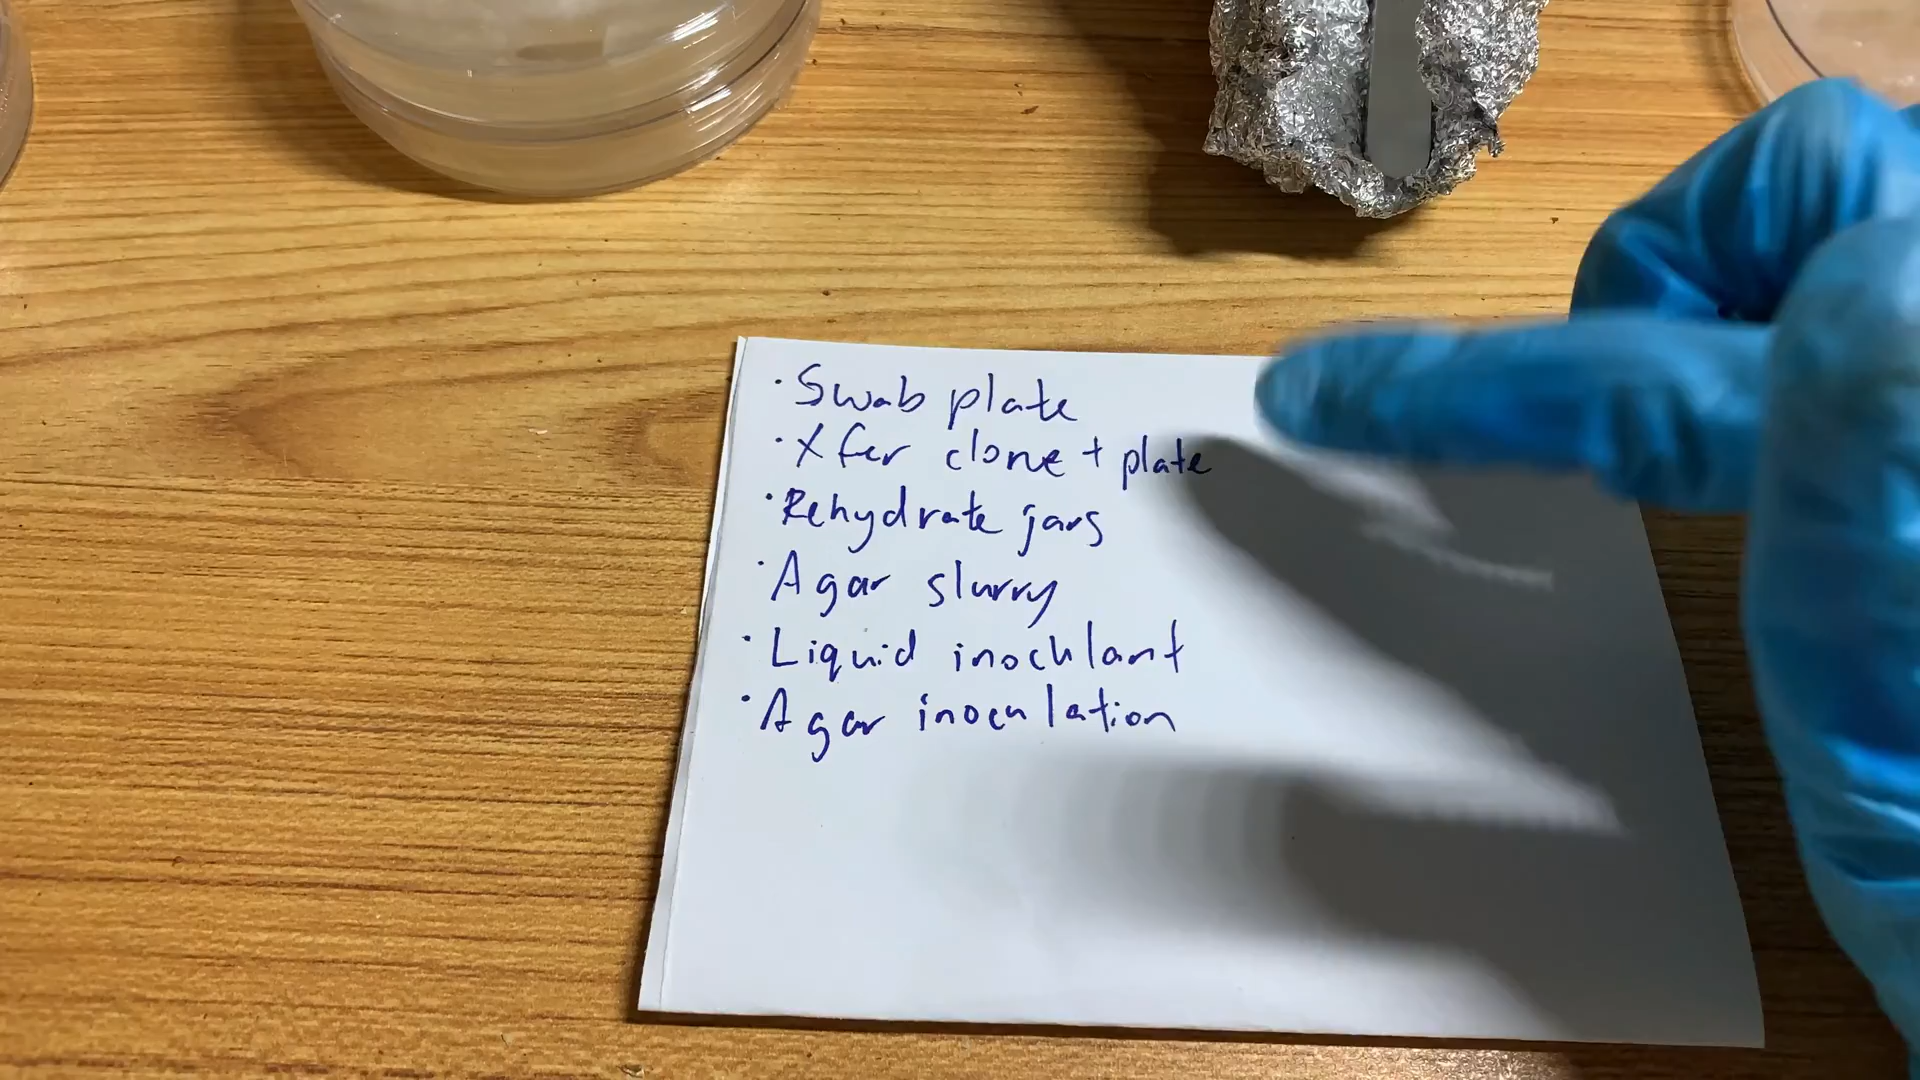 · Swab plate
· Xfer clone + plate
· Rehydrate jars
· Agar slurry
· Liquid inoculant
· Agar inoculation